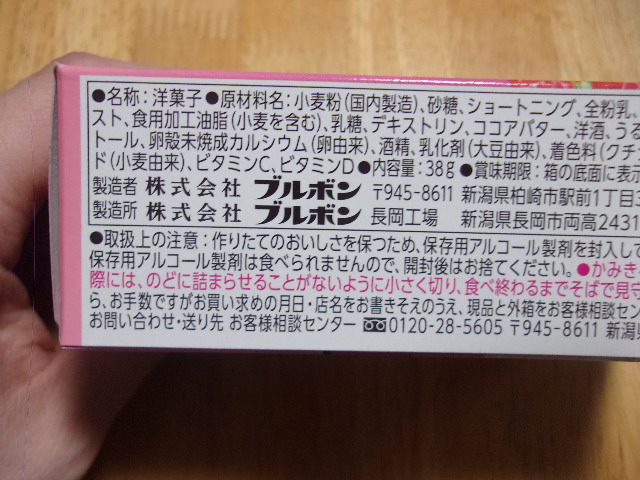 ●名称：洋菓子●原材料名：小麦粉（国内製造）、砂糖、ショートニング、全粉乳、
スト、食用加工油脂（小麦を含む）、乳糖、デキストリン、ココアバター、洋酒、うず
トール、卵殻未焼成カルシウム（卵由来）、酒精、乳化剤（大豆由来）、着色料（クチナ
ド（小麦由来）、ビタミンC、ビタミンD●内容量：38g●賞味期限：箱の底面に表示
製造者 株式会社 ブルボン 〒945-8611 新潟県柏崎市駅前1丁目3
製造所 株式会社 ブルボン 長岡工場 新潟県長岡市両高2431
●取扱上の注意：作りたてのおいしさを保つため、保存用アルコール製剤を封入して
保存用アルコール製剤は食べられませんので、開封後はお捨てください。●かみき
際には、のどに詰まらせることがないように小さく切り、食べ終わるまでそばで見守
ら、お手数ですがお買い求めの月日・店名をお書きそえのうえ、現品と外箱をお客様相談セン
お問い合わせ・送り先 お客様相談センター 0120-28-5605 〒945-8611 新潟県